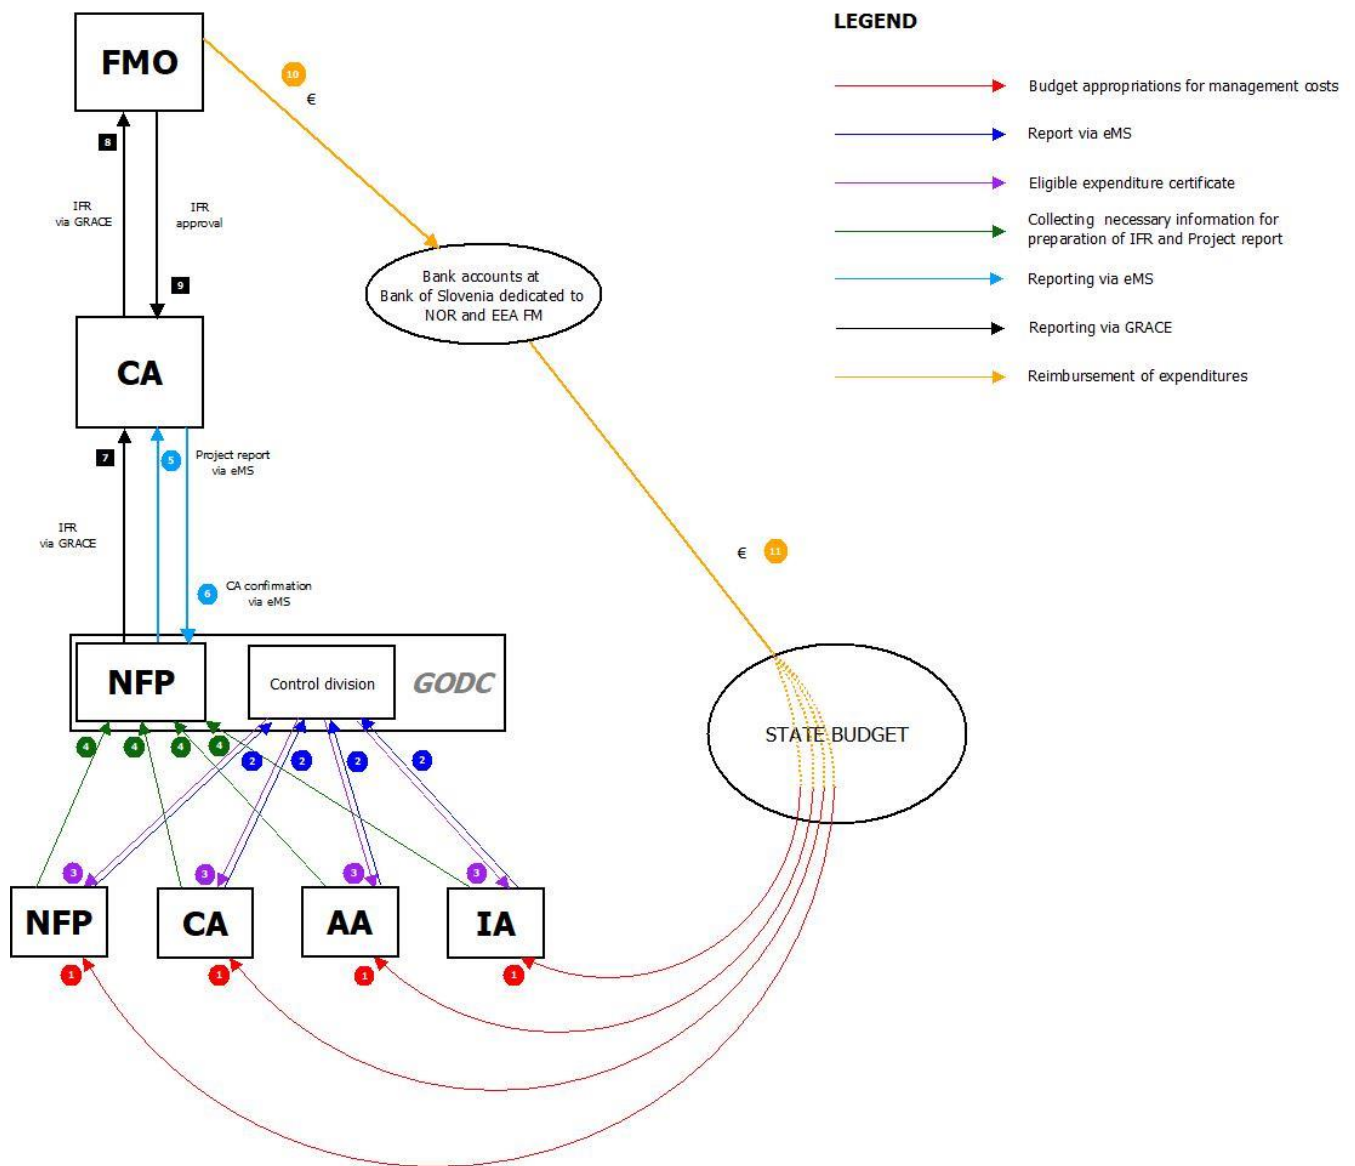 LEGEND
FMO
10
€
Budget appropriations for management costs
8
Report via eMS
Eligible expenditure certificate
IFR
via GRACE
IFR
approval
Collecting necessary information for
preparation of IFR and Project report
9
Bank accounts at
Bank of Slovenia dedicated to
NOR and EEA FM
Reporting via eMS
Reporting via GRACE
CA
Reimbursement of expenditures
7
5
Project report
via eMS
IFR
via GRACE
€
11
6
CA confirmation
via eMS
NFP
Control division
GODC
STATE BUDGET
4
4
4
4
2
2
2
2
3
3
3
3
NFP
CA
AA
IA
1
1
1
1